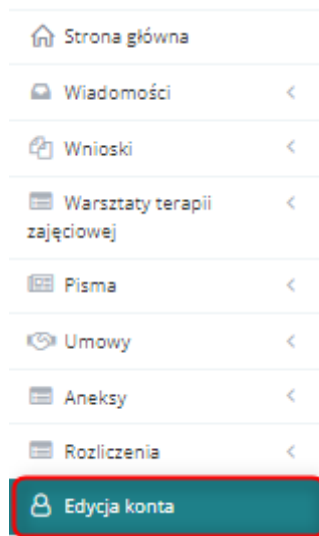 Strona główna
Wiadomości
Wnioski
Warsztaty terapii
zajęciowej
Pisma
Umowy
Aneksy
Rozliczenia
Edycja konta